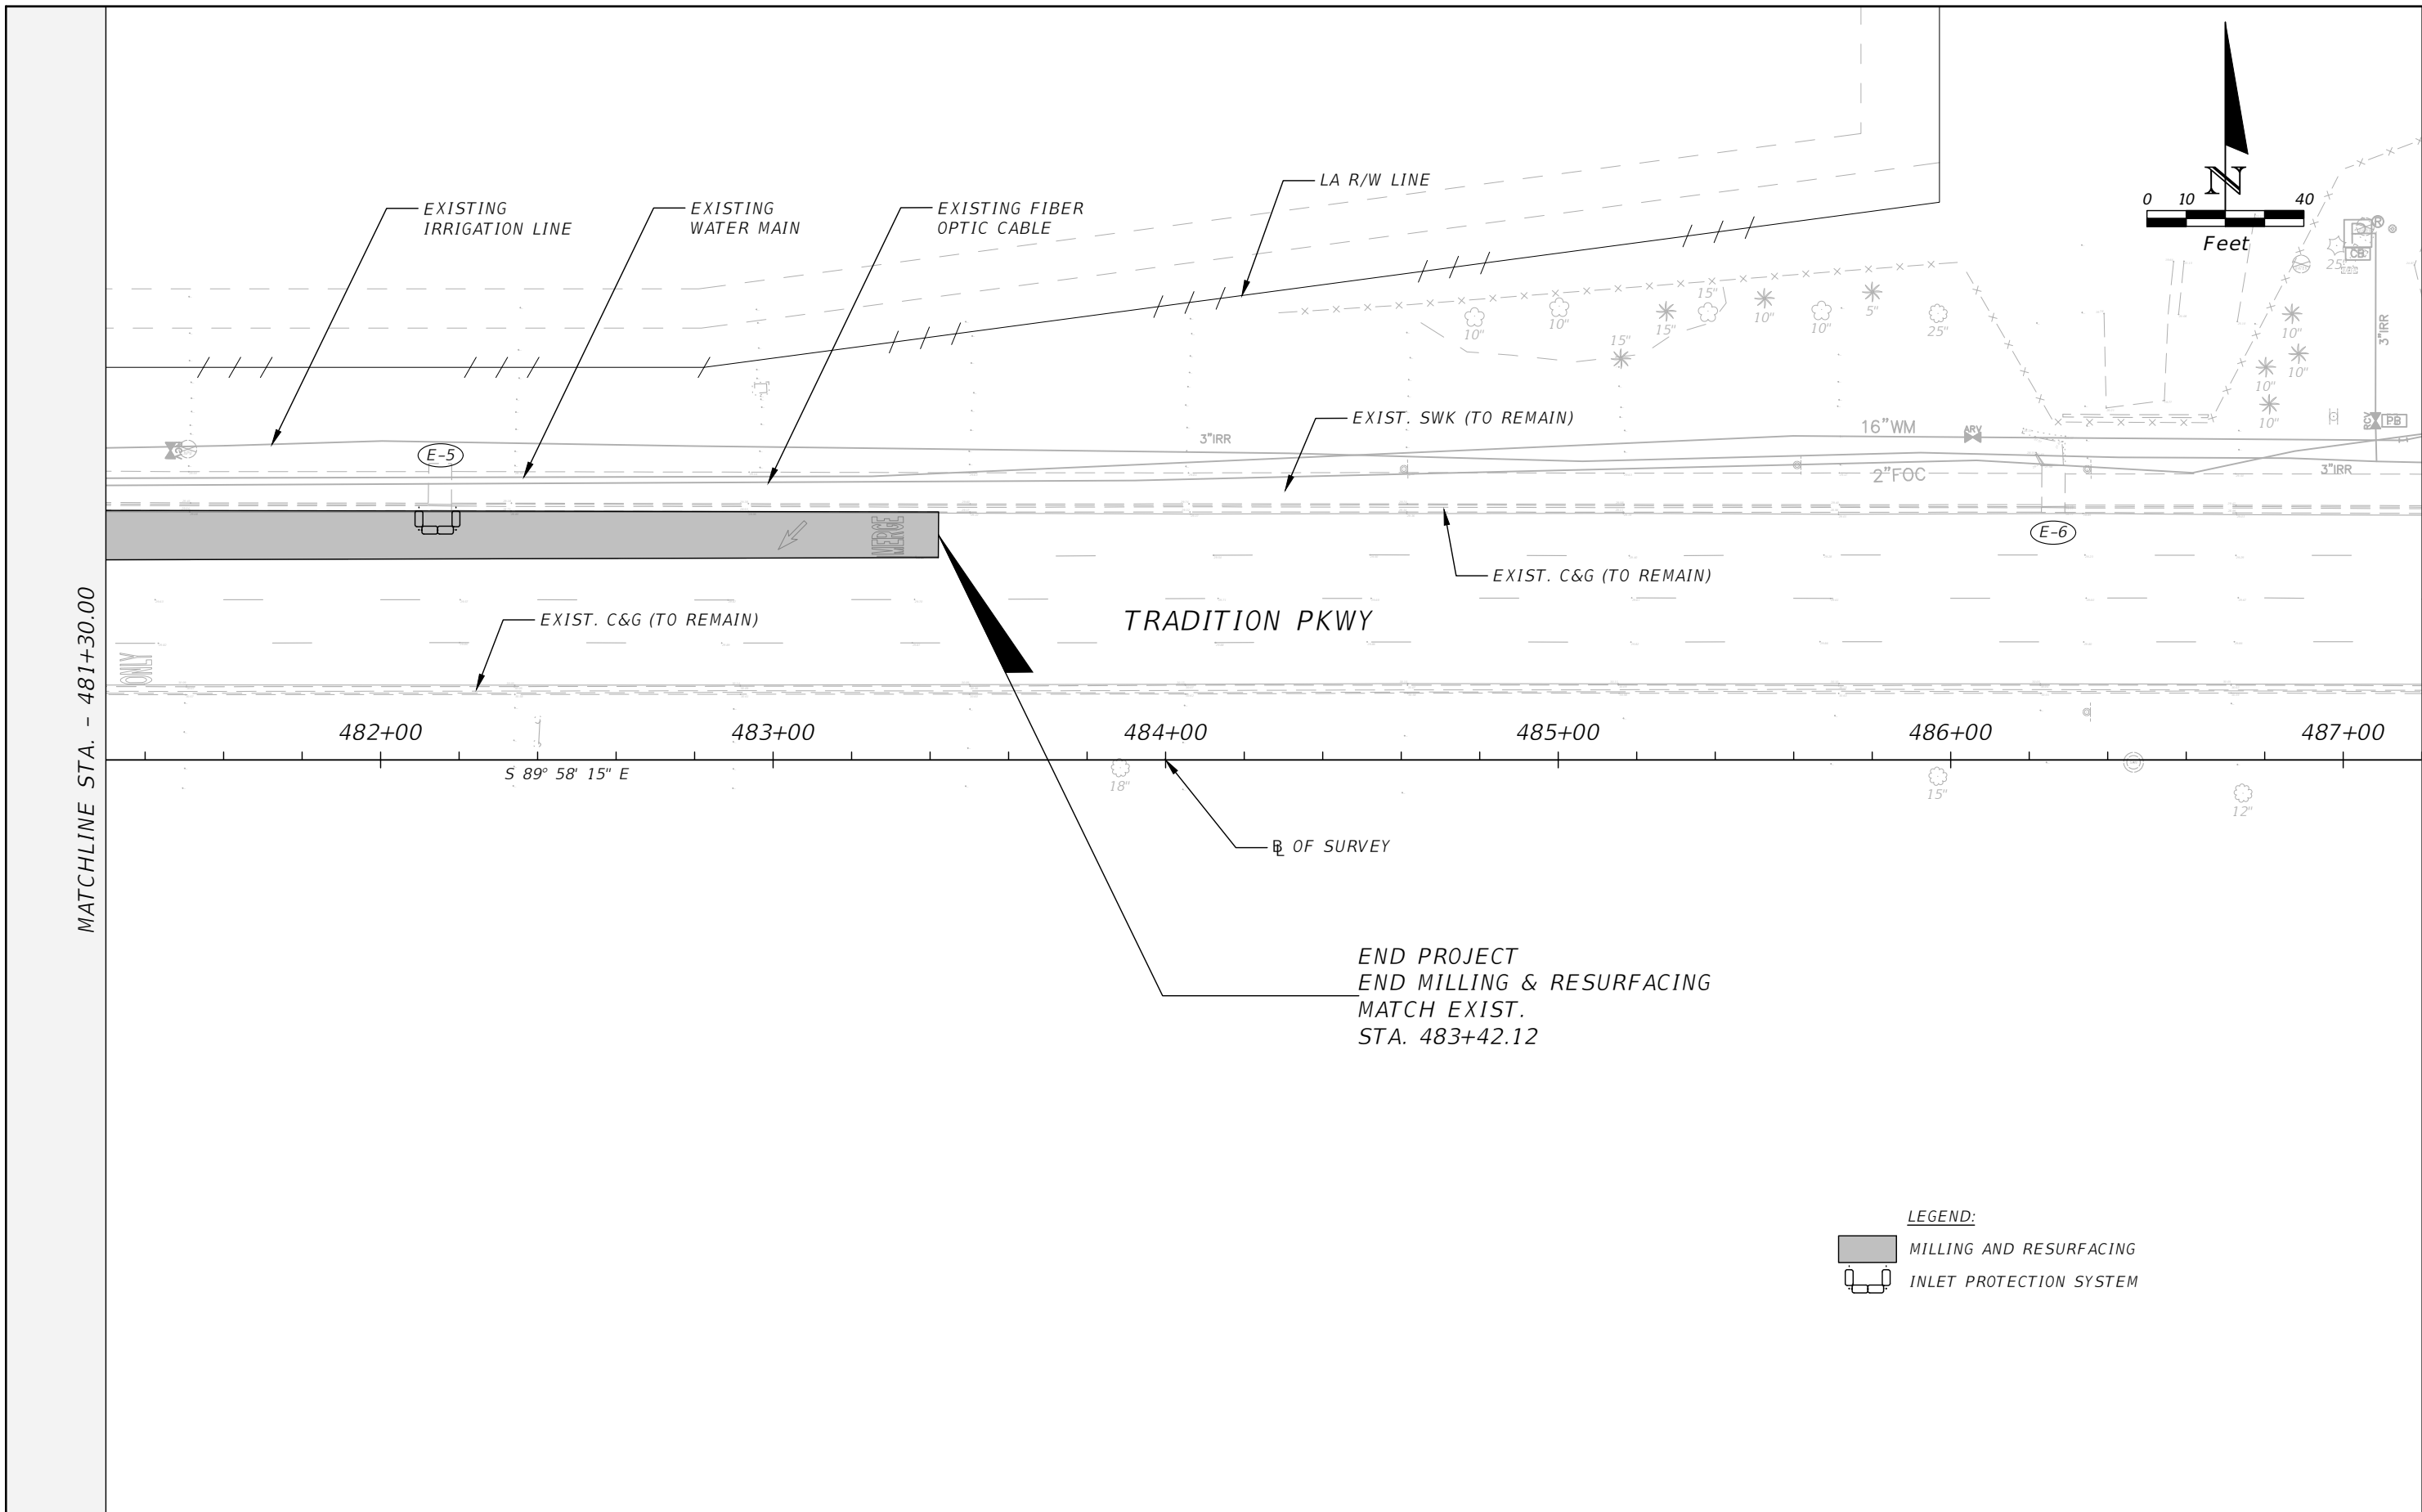 LA R/W LINE
EXISTING
IRRIGATION LINE
EXISTING
WATER MAIN
EXISTING FIBER
OPTIC CABLE
N
0 10 40
Feet
25"
CB
10"
10"
15"
15"
15"
10"
10"
5"
25"
10"
10"
10"
10"
3"IRR
EXIST. SWK (TO REMAIN)
3"IRR
16"WM
ARV
RCV
PB
E-5
2"FOC
3"IRR
MERGE
E-6
EXIST. C&G (TO REMAIN)
EXIST. C&G (TO REMAIN)
TRADITION PKWY
ONLY
MATCHLINE STA. - 481+30.00
482+00 483+00 484+00 485+00 486+00 487+00
S 89° 58' 15" E
18"
15"
12"
BL OF SURVEY
END PROJECT
END MILLING & RESURFACING
MATCH EXIST.
STA. 483+42.12
LEGEND:
MILLING AND RESURFACING
INLET PROTECTION SYSTEM